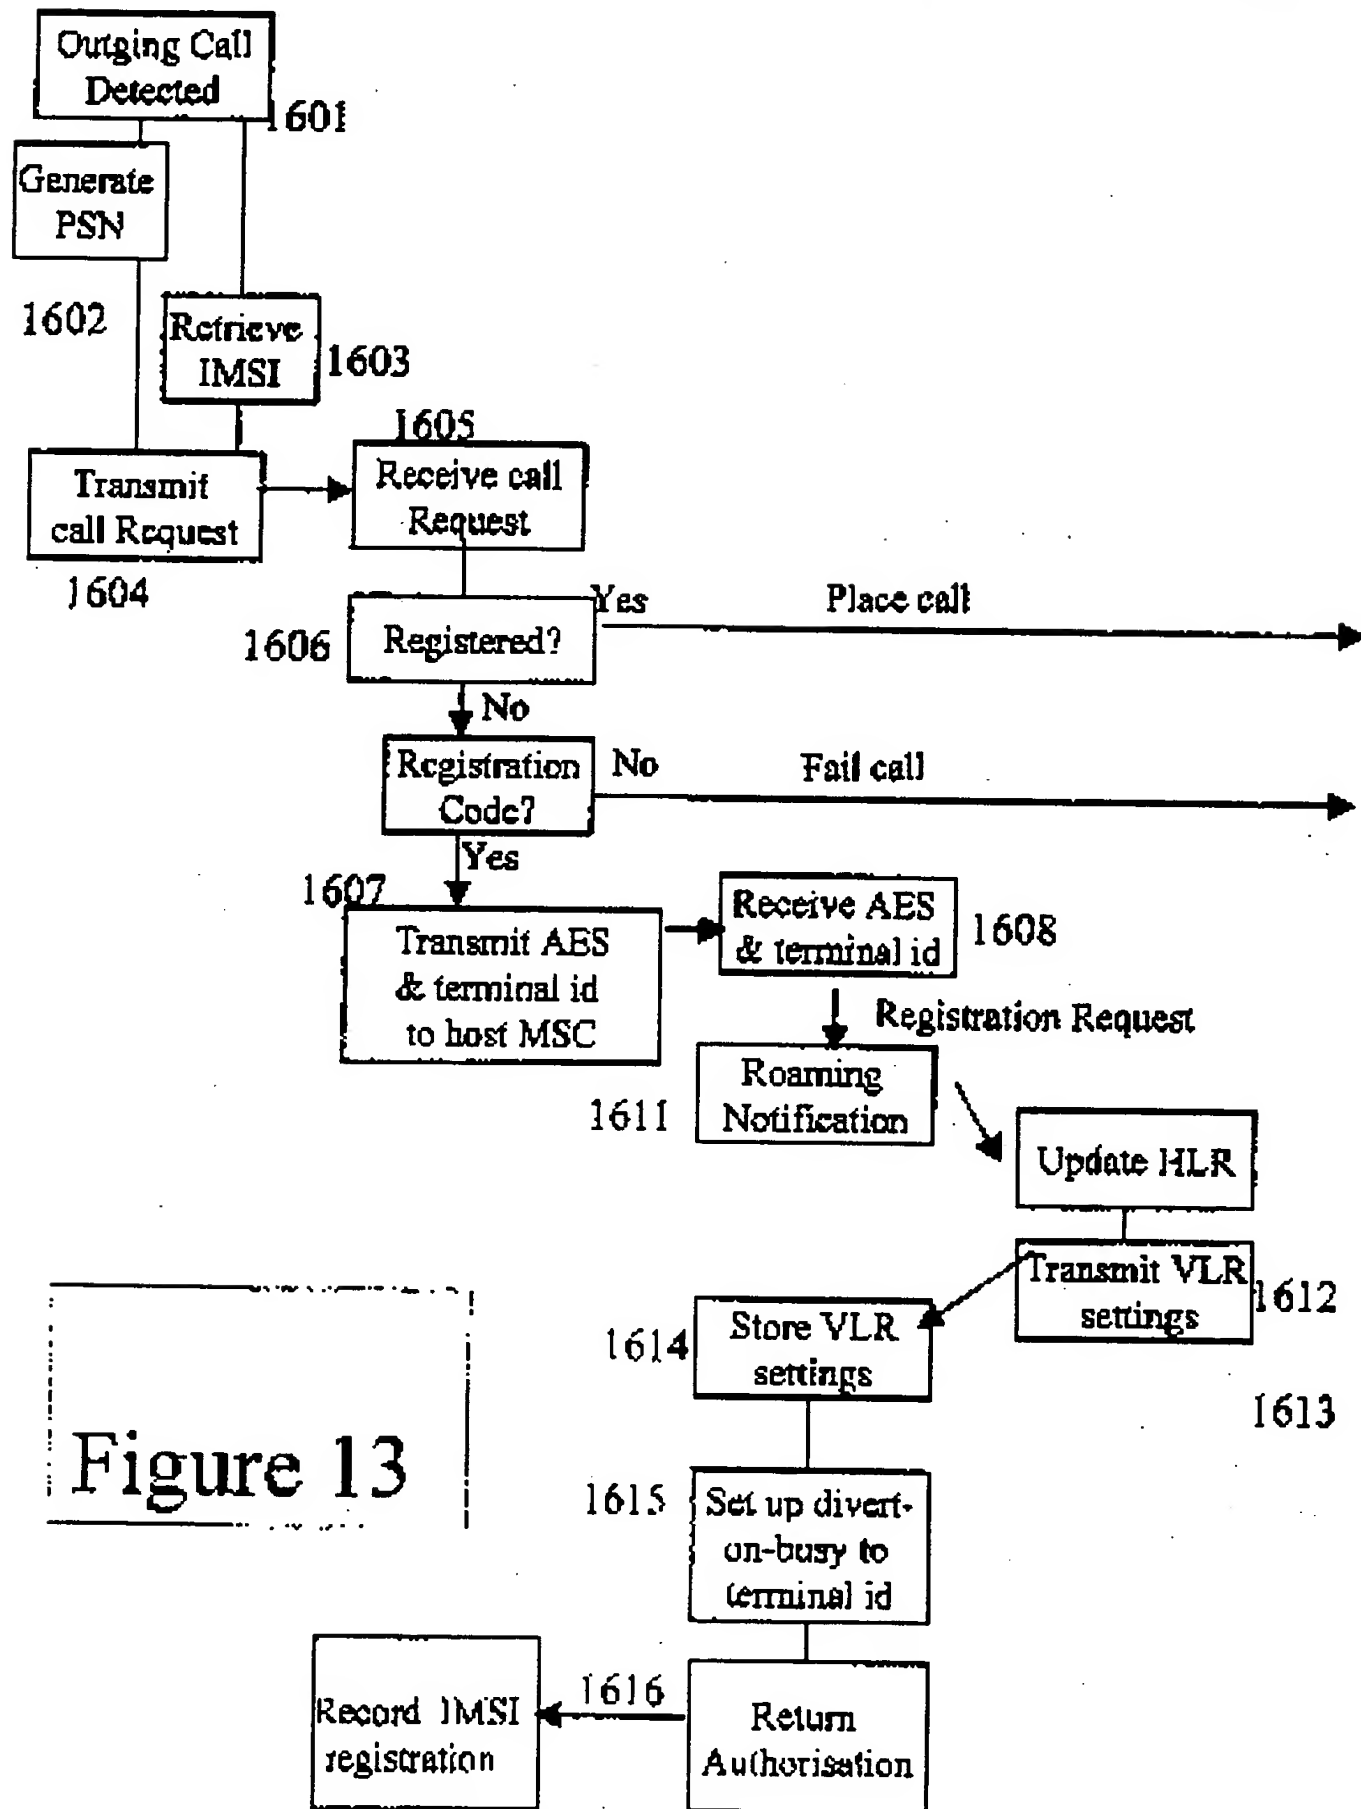 Outging Call
Detected
1601
Generate
PSN
1602
Retrieve
IMSI
1603
1605
Transmit
call Request
1604
Receive call
Request
Yes
Place call
1606
Registered?
No
Registration
Code?
No
Fail call
Yes
1607
Transmit AES
& terminal id
to host MSC
Receive AES
& terminal id
1608
Registration Request
Roaming
Notification
1611
Update HLR
Transmit VLR
settings
1612
1614
Store VLR
settings
1613
Figure 13
1615
Set up divert-
on-busy to
terminal id
1616
Record IMSI
registration
Return
Authorisation